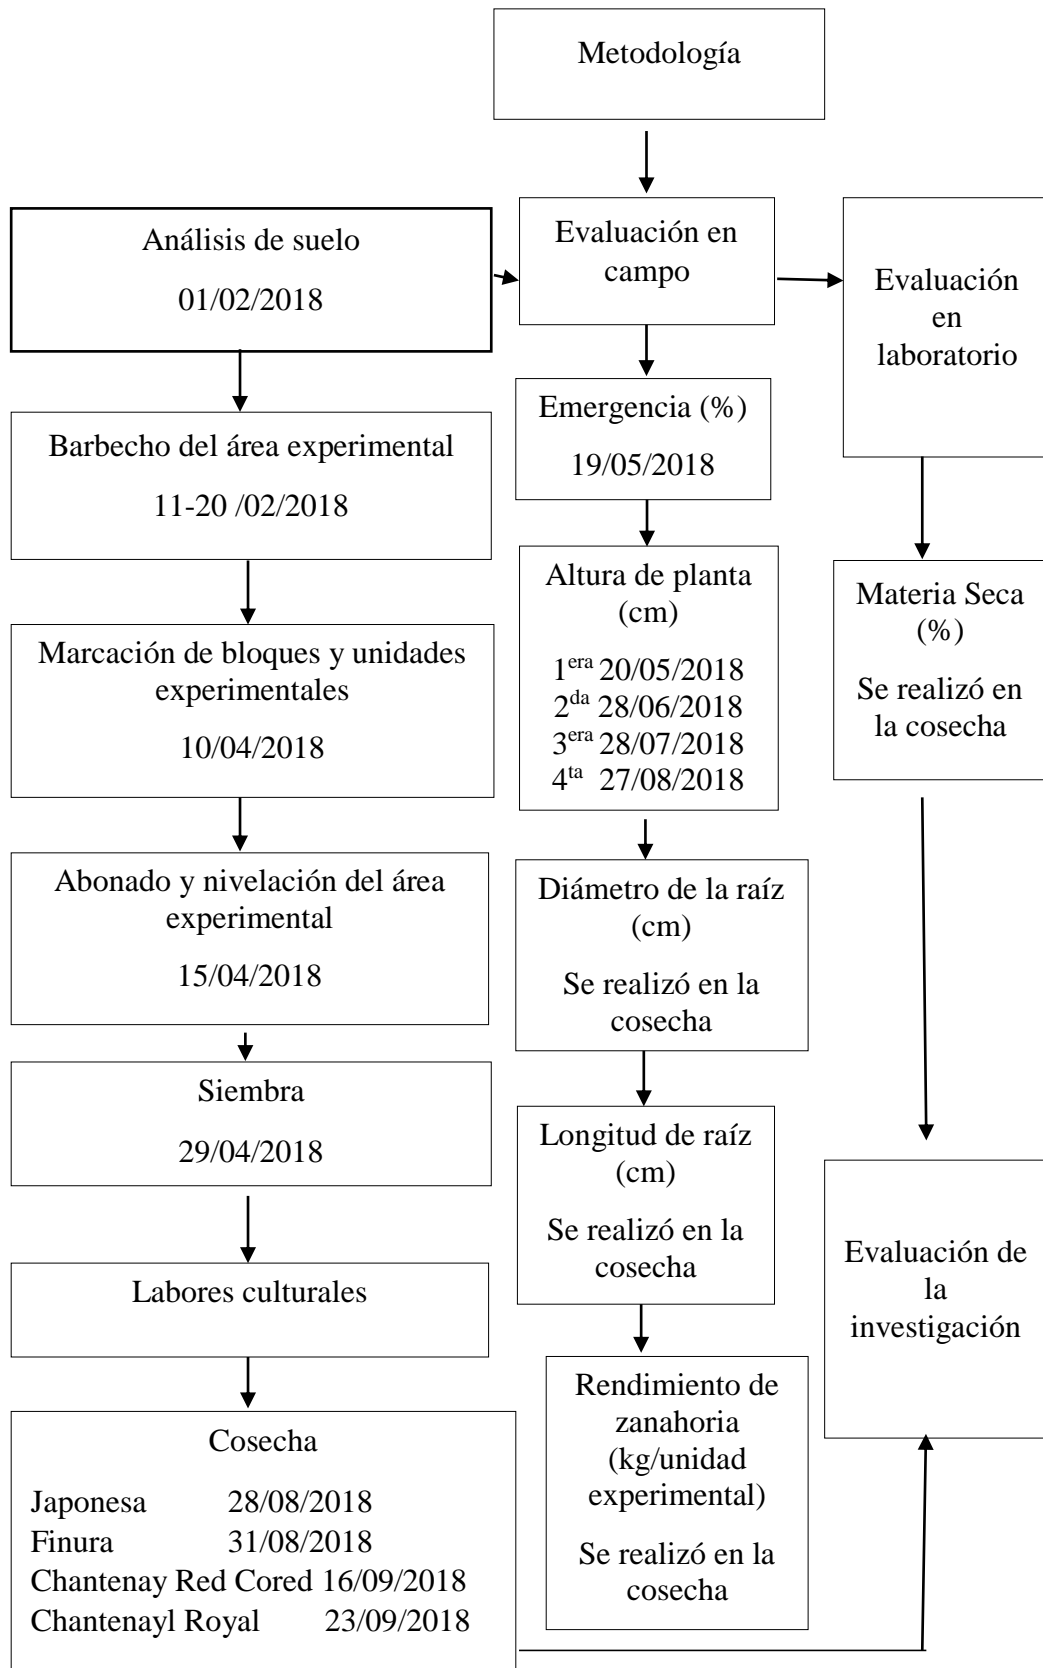 Metodología
Análisis de suelo
01/02/2018
Barbecho del área experimental
11-20 /02/2018
Marcación de bloques y unidades
experimentales
10/04/2018
Abonado y nivelación del área
experimental
15/04/2018
Siembra
29/04/2018
Labores culturales
Cosecha
Japonesa 28/08/2018
Finura 31/08/2018
Chantenay Red Cored 16/09/2018
Chantenayl Royal 23/09/2018
Evaluación en
campo
Emergencia (%)
19/05/2018
Altura de planta
(cm)
1era 20/05/2018
2da 28/06/2018
3era 28/07/2018
4ta 27/08/2018
Diámetro de la raíz
(cm)
Se realizó en la
cosecha
Longitud de raíz
(cm)
Se realizó en la
cosecha
Rendimiento de
zanahoria
(kg/unidad
experimental)
Se realizó en la
cosecha
Evaluación
en
laboratorio
Materia Seca
(%)
Se realizó en
la cosecha
Evaluación de
la
investigación